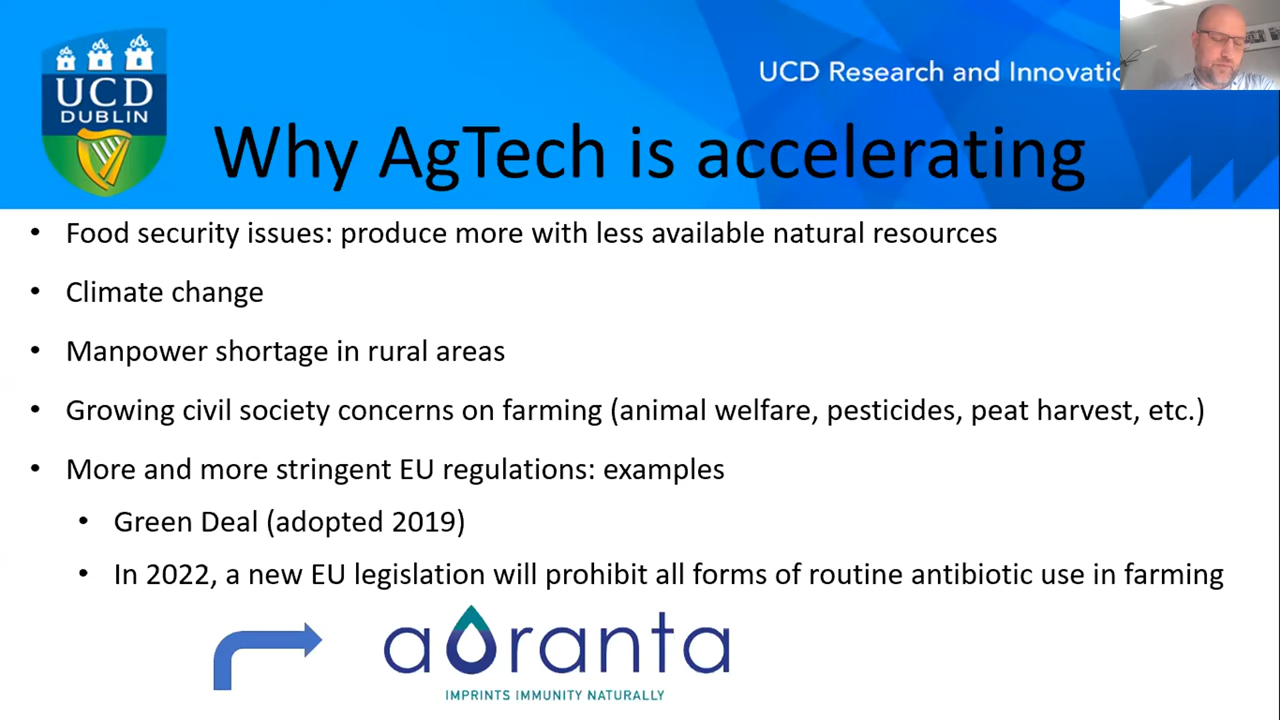 UCD
DUBLIN
UCD Research and Innovatio
Why AgTech is accelerating
• Food security issues: produce more with less available natural resources
• Climate change
• Manpower shortage in rural areas
• Growing civil society concerns on farming (animal welfare, pesticides, peat harvest, etc.)
• More and more stringent EU regulations: examples
• Green Deal (adopted 2019)
• In 2022, a new EU legislation will prohibit all forms of routine antibiotic use in farming
aoranta
IMPRINTS IMMUNITY NATURALLY